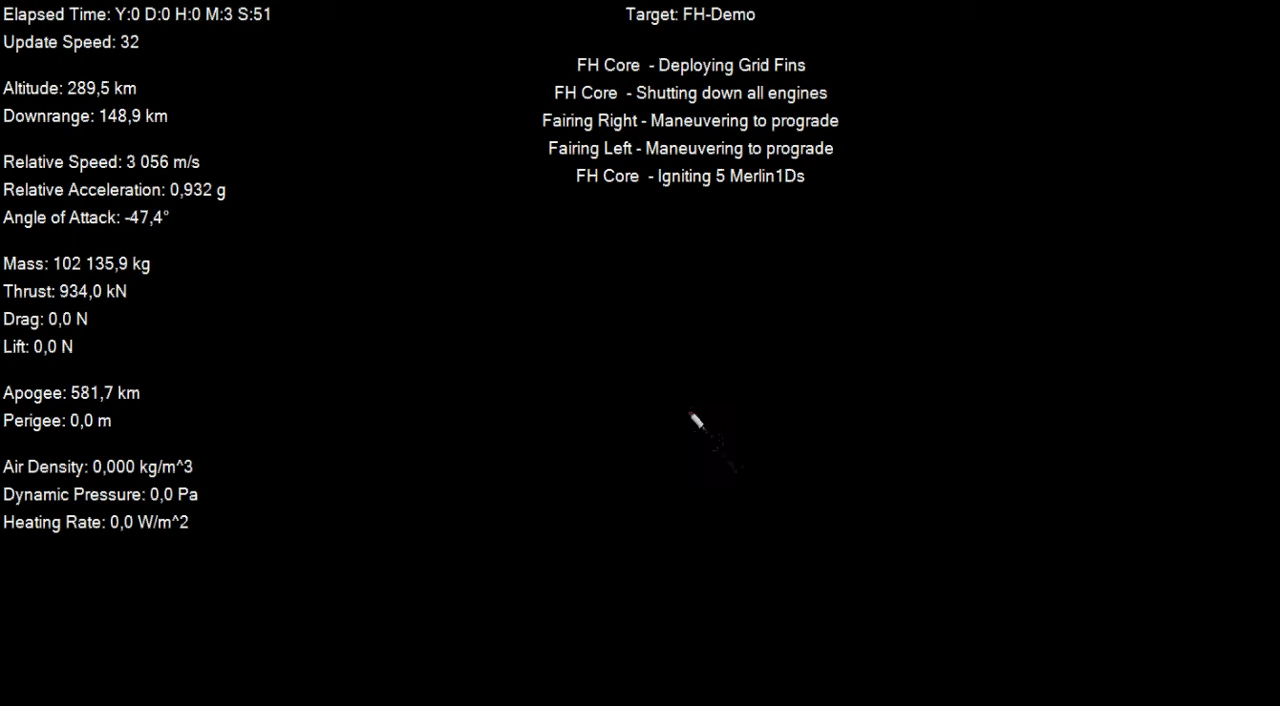 Elapsed Time: Y:0 D:0 H:0 M:3 S:51
Update Speed: 32
Altitude: 289,5 km
Downrange: 148,9 km
Relative Speed: 3 056 m/s
Relative Acceleration: 0,932 g
Angle of Attack: -47,4°
Mass: 102 135,9 kg
Thrust: 934,0 kN
Drag: 0,0 N
Lift: 0,0 N
Apogee: 581,7 km
Perigee: 0,0 m
Air Density: 0,000 kg/m^3
Dynamic Pressure: 0,0 Pa
Heating Rate: 0,0 W/m^2
Target: FH-Demo
FH Core - Deploying Grid Fins
FH Core - Shutting down all engines
Fairing Right - Maneuvering to prograde
Fairing Left - Maneuvering to prograde
FH Core - Igniting 5 Merlin1Ds